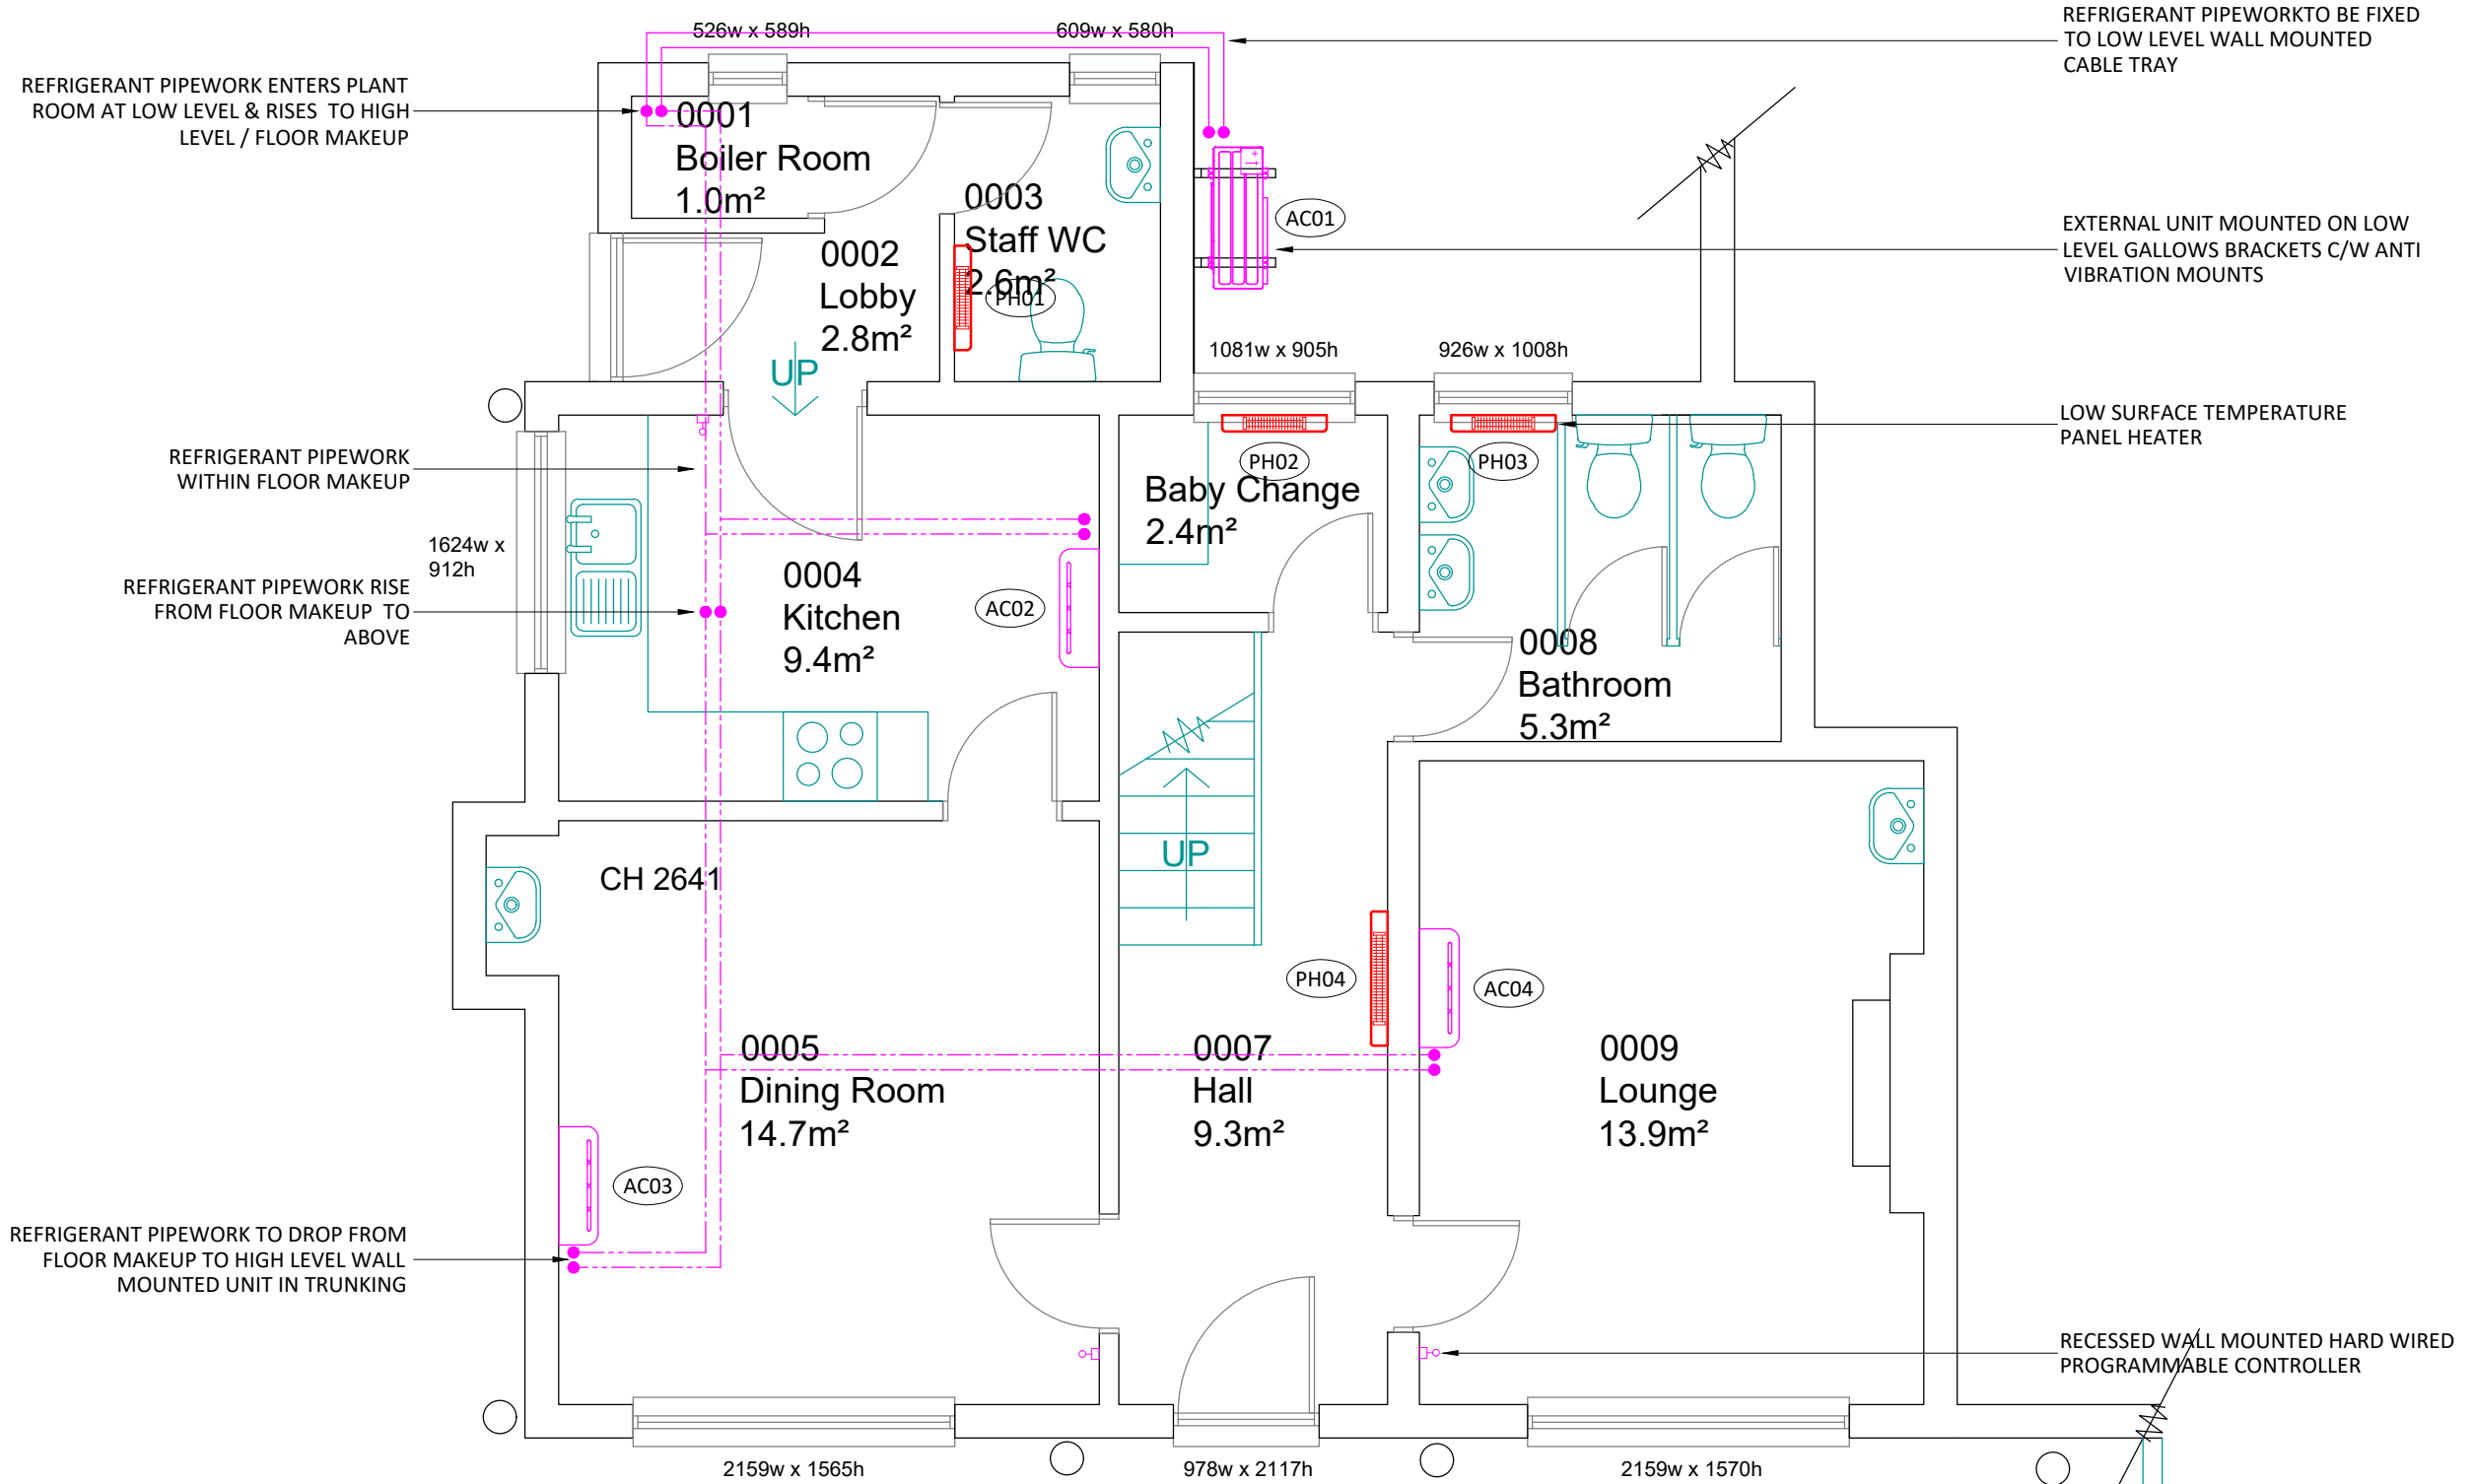 526w x 589h
609w x 580h
REFRIGERANT PIPEWORKTO BE FIXED
TO LOW LEVEL WALL MOUNTED
CABLE TRAY
REFRIGERANT PIPEWORK ENTERS PLANT
ROOM AT LOW LEVEL & RISES TO HIGH
LEVEL / FLOOR MAKEUP
0001
Boiler Room
1.0m²
0003
Staff WC
2.6m²
PH01
0002
Lobby
2.8m²
UP
AC01
EXTERNAL UNIT MOUNTED ON LOW
LEVEL GALLOWS BRACKETS C/W ANTI
VIBRATION MOUNTS
1081w x 905h
926w x 1008h
LOW SURFACE TEMPERATURE
PANEL HEATER
REFRIGERANT PIPEWORK
WITHIN FLOOR MAKEUP
PH02
PH03
Baby Change
2.4m²
1624w x
912h
0004
Kitchen
9.4m²
AC02
REFRIGERANT PIPEWORK RISE
FROM FLOOR MAKEUP TO
ABOVE
0008
Bathroom
5.3m²
UP
CH 2641
PH04
AC04
0005
Dining Room
14.7m²
0007
Hall
9.3m²
0009
Lounge
13.9m²
AC03
REFRIGERANT PIPEWORK TO DROP FROM
FLOOR MAKEUP TO HIGH LEVEL WALL
MOUNTED UNIT IN TRUNKING
RECESSED WALL MOUNTED HARD WIRED
PROGRAMMABLE CONTROLLER
2159w x 1565h
978w x 2117h
2159w x 1570h